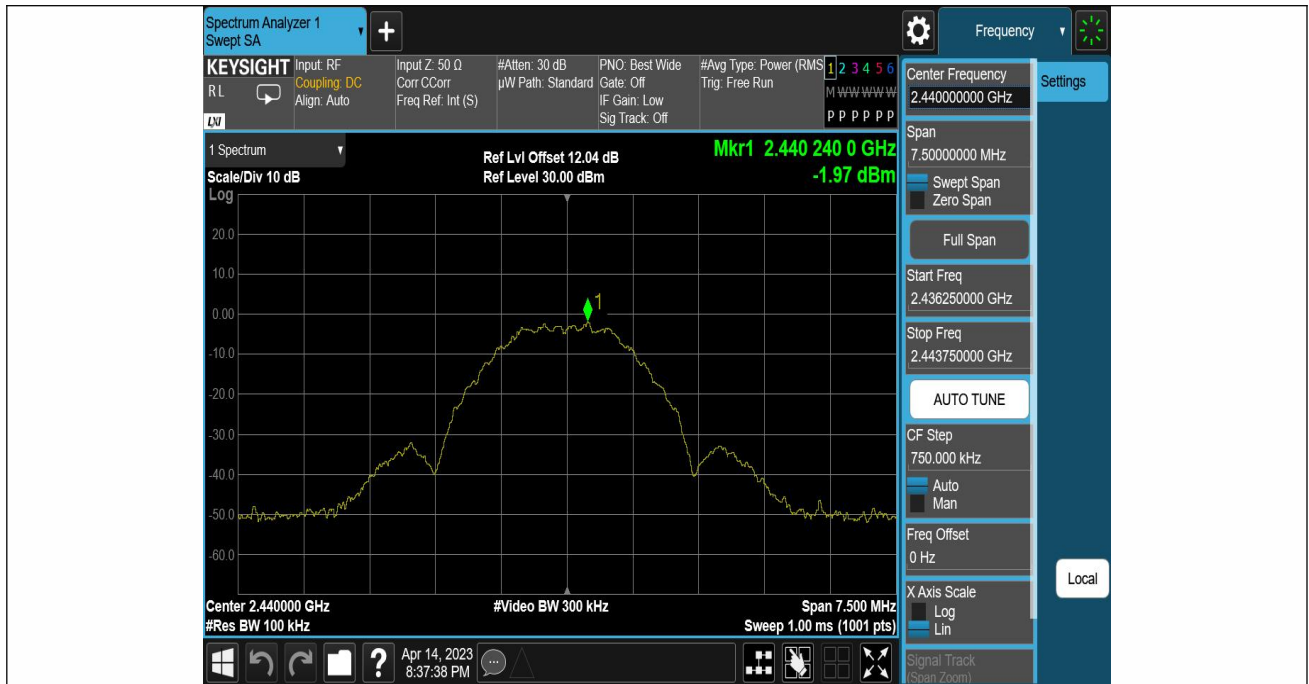 Spectrum Analyzer 1
Swept SA
+
Frequency
KEYSIGHT
RL
LXI
Input: RF
Coupling: DC
Align: Auto
Input Z: 50 Ω
Corr CCorr
Freq Ref: Int (S)
#Atten: 30 dB
µW Path: Standard
PNO: Best Wide
Gate: Off
IF Gain: Low
Sig Track: Off
#Avg Type: Power (RMS
Trig: Free Run
1 2 3 4 5 6
M W W W W W
P P P P P P
1 Spectrum
Scale/Div 10 dB
Log
Ref Lvl Offset 12.04 dB
Ref Level 30.00 dBm
Mkr1 2.440 240 0 GHz
-1.97 dBm
20.0
10.0
0.00
-10.0
-20.0
-30.0
-40.0
-50.0
-60.0
1
Center 2.440000 GHz
#Res BW 100 kHz
#Video BW 300 kHz
Span 7.500 MHz
Sweep 1.00 ms (1001 pts)
Center Frequency
2.440000000 GHz
Settings
Span
7.50000000 MHz
Swept Span
Zero Span
Full Span
Start Freq
2.436250000 GHz
Stop Freq
2.443750000 GHz
AUTO TUNE
CF Step
750.000 kHz
Auto
Man
Freq Offset
0 Hz
X Axis Scale
Log
Lin
Local
Signal Track
(Span Zoom)
?
Apr 14, 2023
8:37:38 PM